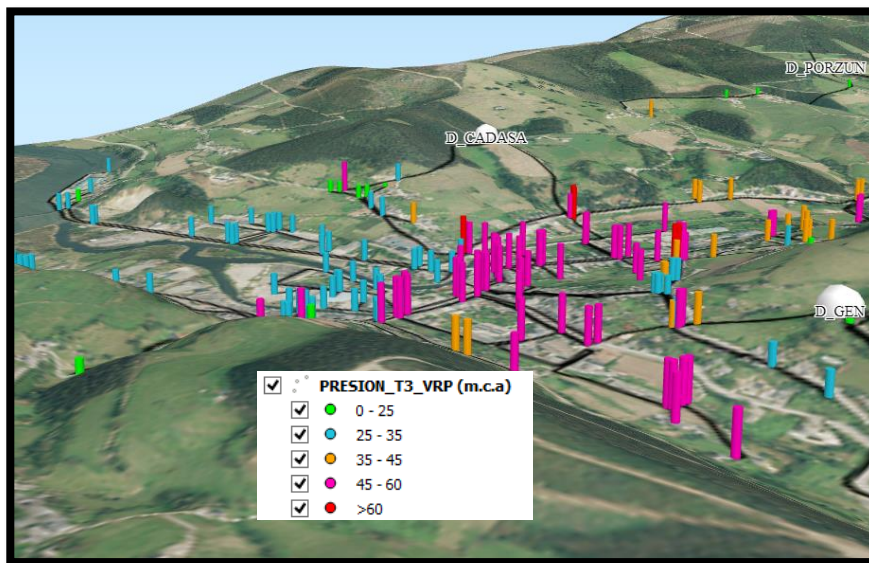 D_PORZUN
D_CADASA
D_GEN
PRESION_T3_VRP (m.c.a)
0 - 25
25 - 35
35 - 45
45 - 60
>60